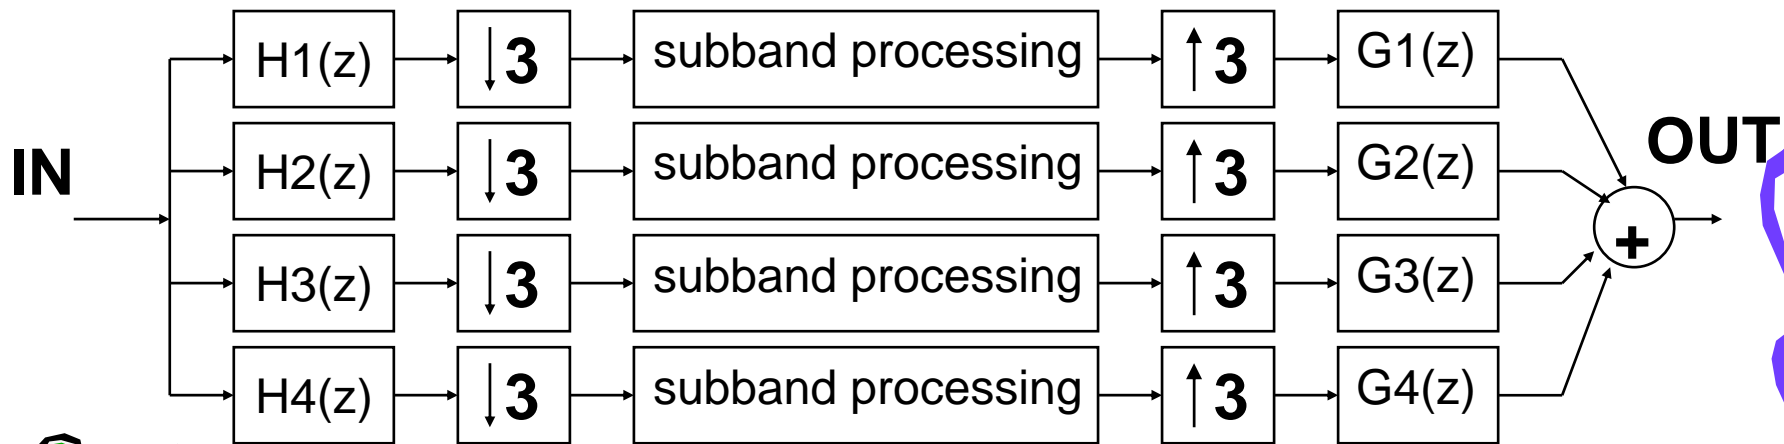 H1(z) ↓3 subband processing ↑3 G1(z)
OUT
IN
H2(z) ↓3 subband processing ↑3 G2(z)
+
H3(z) ↓3 subband processing ↑3 G3(z)
H4(z) ↓3 subband processing ↑3 G4(z)